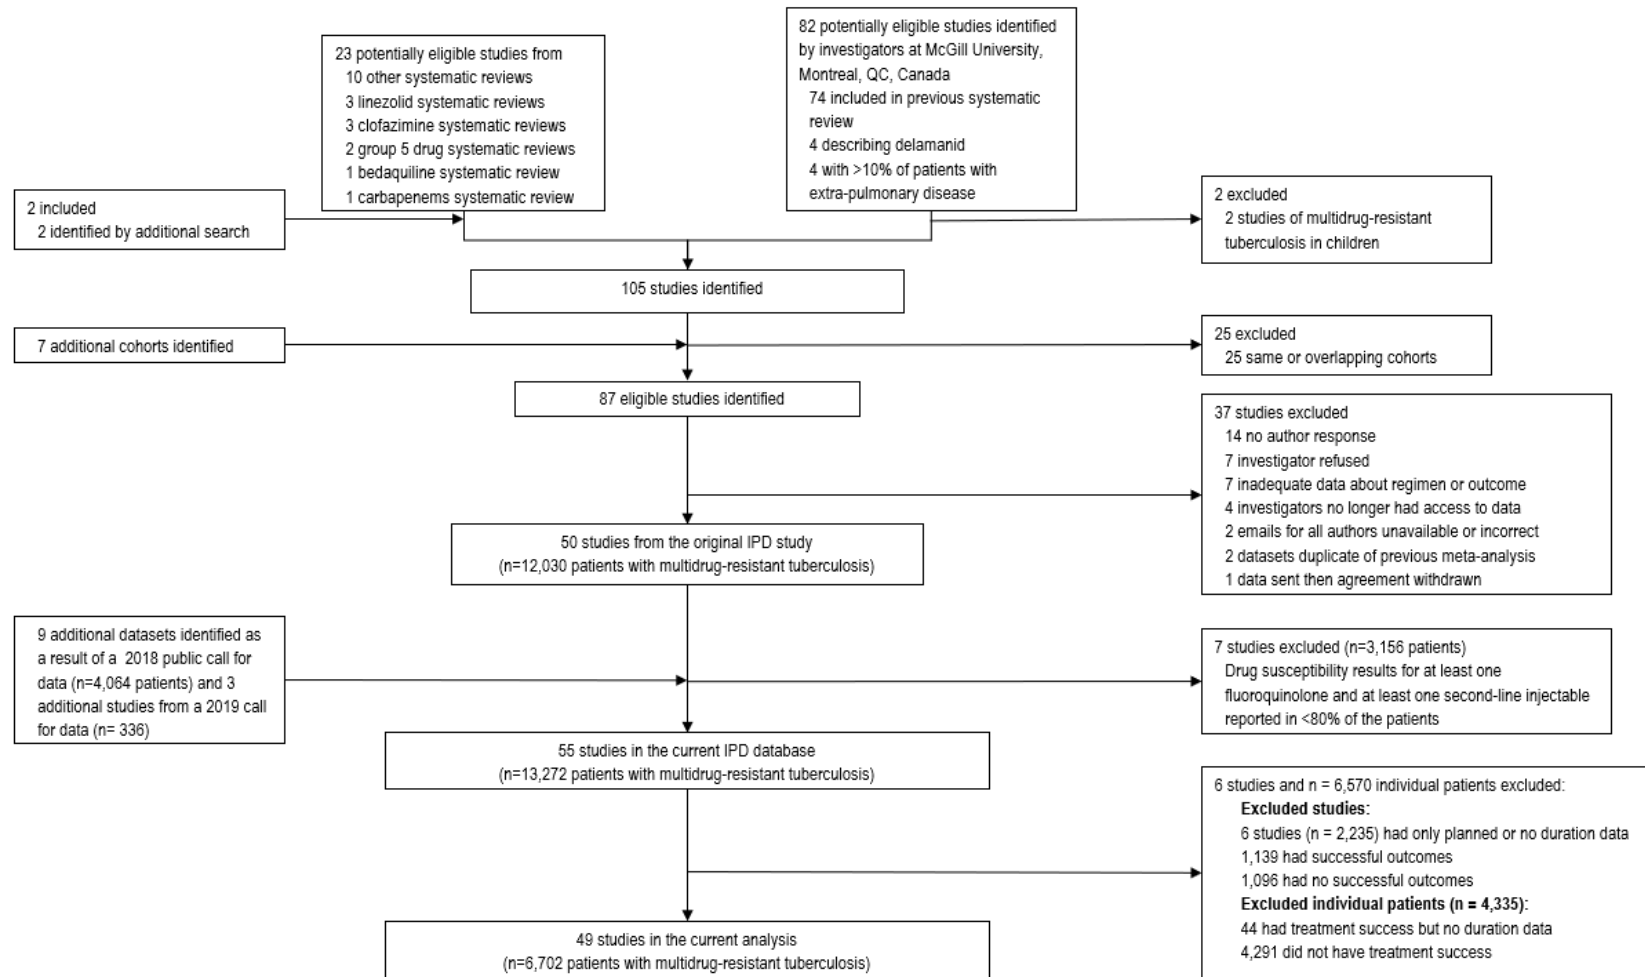 82 potentially eligible studies identified
by investigators at McGill University,
Montreal, QC, Canada
74 included in previous systematic
review
4 describing delamanid
4 with >10% of patients with
extra-pulmonary disease
23 potentially eligible studies from
10 other systematic reviews
3 linezolid systematic reviews
3 clofazimine systematic reviews
2 group 5 drug systematic reviews
1 bedaquiline systematic review
1 carbapenems systematic review
2 included
2 identified by additional search
2 excluded
2 studies of multidrug-resistant
tuberculosis in children
105 studies identified
7 additional cohorts identified
25 excluded
25 same or overlapping cohorts
87 eligible studies identified
37 studies excluded
14 no author response
7 investigator refused
7 inadequate data about regimen or outcome
4 investigators no longer had access to data
2 emails for all authors unavailable or incorrect
2 datasets duplicate of previous meta-analysis
1 data sent then agreement withdrawn
50 studies from the original IPD study
(n=12,030 patients with multidrug-resistant tuberculosis)
9 additional datasets identified as
a result of a 2018 public call for
data (n=4,064 patients) and 3
additional studies from a 2019 call
for data (n= 336)
7 studies excluded (n=3,156 patients)
Drug susceptibility results for at least one
fluoroquinolone and at least one second-line injectable
reported in <80% of the patients
55 studies in the current IPD database
(n=13,272 patients with multidrug-resistant tuberculosis)
6 studies and n = 6,570 individual patients excluded:
Excluded studies:
6 studies (n = 2,235) had only planned or no duration data
1,139 had successful outcomes
1,096 had no successful outcomes
Excluded individual patients (n = 4,335):
44 had treatment success but no duration data
4,291 did not have treatment success
49 studies in the current analysis
(n=6,702 patients with multidrug-resistant tuberculosis)